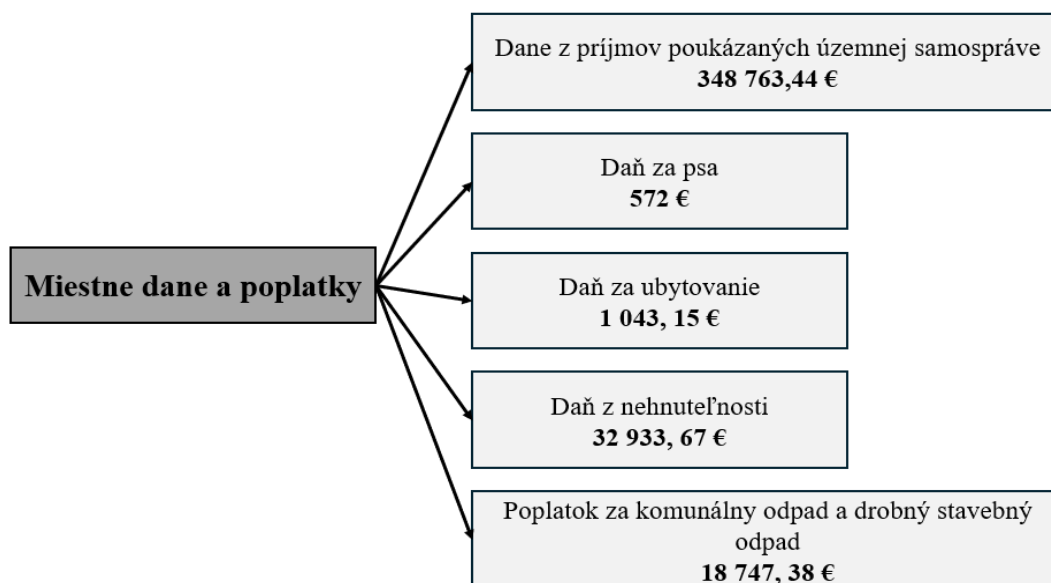 Dane z príjmov poukázaných územnej samospráve
348 763,44 €
Daň za psa
572 €
Miestne dane a poplatky
Daň za ubytovanie
1 043, 15 €
Daň z nehnuteľnosti
32 933, 67 €
Poplatok za komunálny odpad a drobný stavebný
odpad
18 747, 38 €